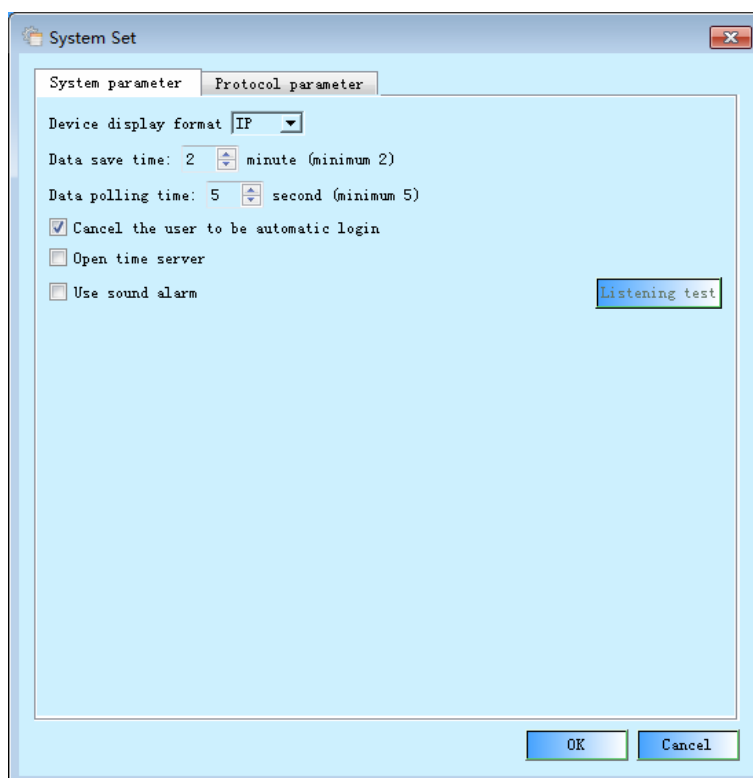 System Set
System parameter Protocol parameter
Device display format IP
Data save time: 2 minute (minimum 2)
Data polling time: 5 second (minimum 5)
Cancel the user to be automatic login
Open time server
Use sound alarm Listening test
OK Cancel